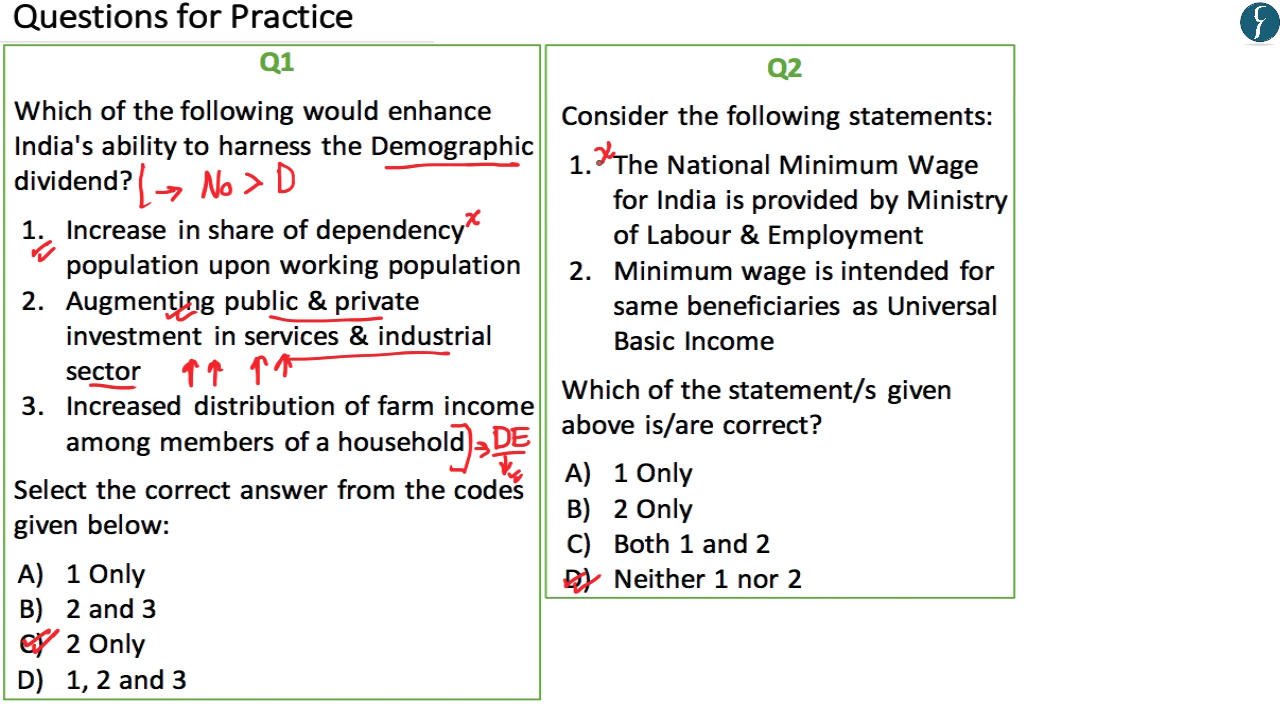 Questions for Practice
Q1
Which of the following would enhance
India's ability to harness the Demographic
dividend? → No > D
1. Increase in share of dependency x
population upon working population
2. Augmenting public & private
investment in services & industrial
sector ↑↑ ↑↑
3. Increased distribution of farm income
among members of a household → DE
Select the correct answer from the codes
given below:
A) 1 Only
B) 2 and 3
C) 2 Only
D) 1, 2 and 3
Q2
Consider the following statements:
1. x The National Minimum Wage
for India is provided by Ministry
of Labour & Employment
2. Minimum wage is intended for
same beneficiaries as Universal
Basic Income
Which of the statement/s given
above is/are correct?
A) 1 Only
B) 2 Only
C) Both 1 and 2
D) Neither 1 nor 2